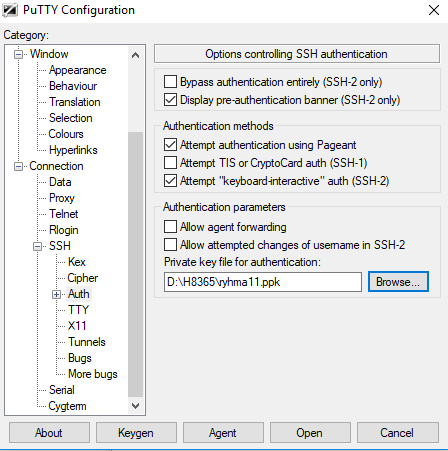 PuTTY Configuration
Category:
Window
Appearance
Behaviour
Translation
Selection
Colours
Hyperlinks
Connection
Data
Proxy
Telnet
Rlogin
SSH
Kex
Cipher
Auth
TTY
X11
Tunnels
Bugs
More bugs
Serial
Cygterm
Options controlling SSH authentication
Bypass authentication entirely (SSH-2 only)
Display pre-authentication banner (SSH-2 only)
Authentication methods
Attempt authentication using Pageant
Attempt TIS or CryptoCard auth (SSH-1)
Attempt "keyboard-interactive" auth (SSH-2)
Authentication parameters
Allow agent forwarding
Allow attempted changes of username in SSH-2
Private key file for authentication:
D:\H8365\ryhma11.ppk
Browse...
About
Keygen
Agent
Open
Cancel